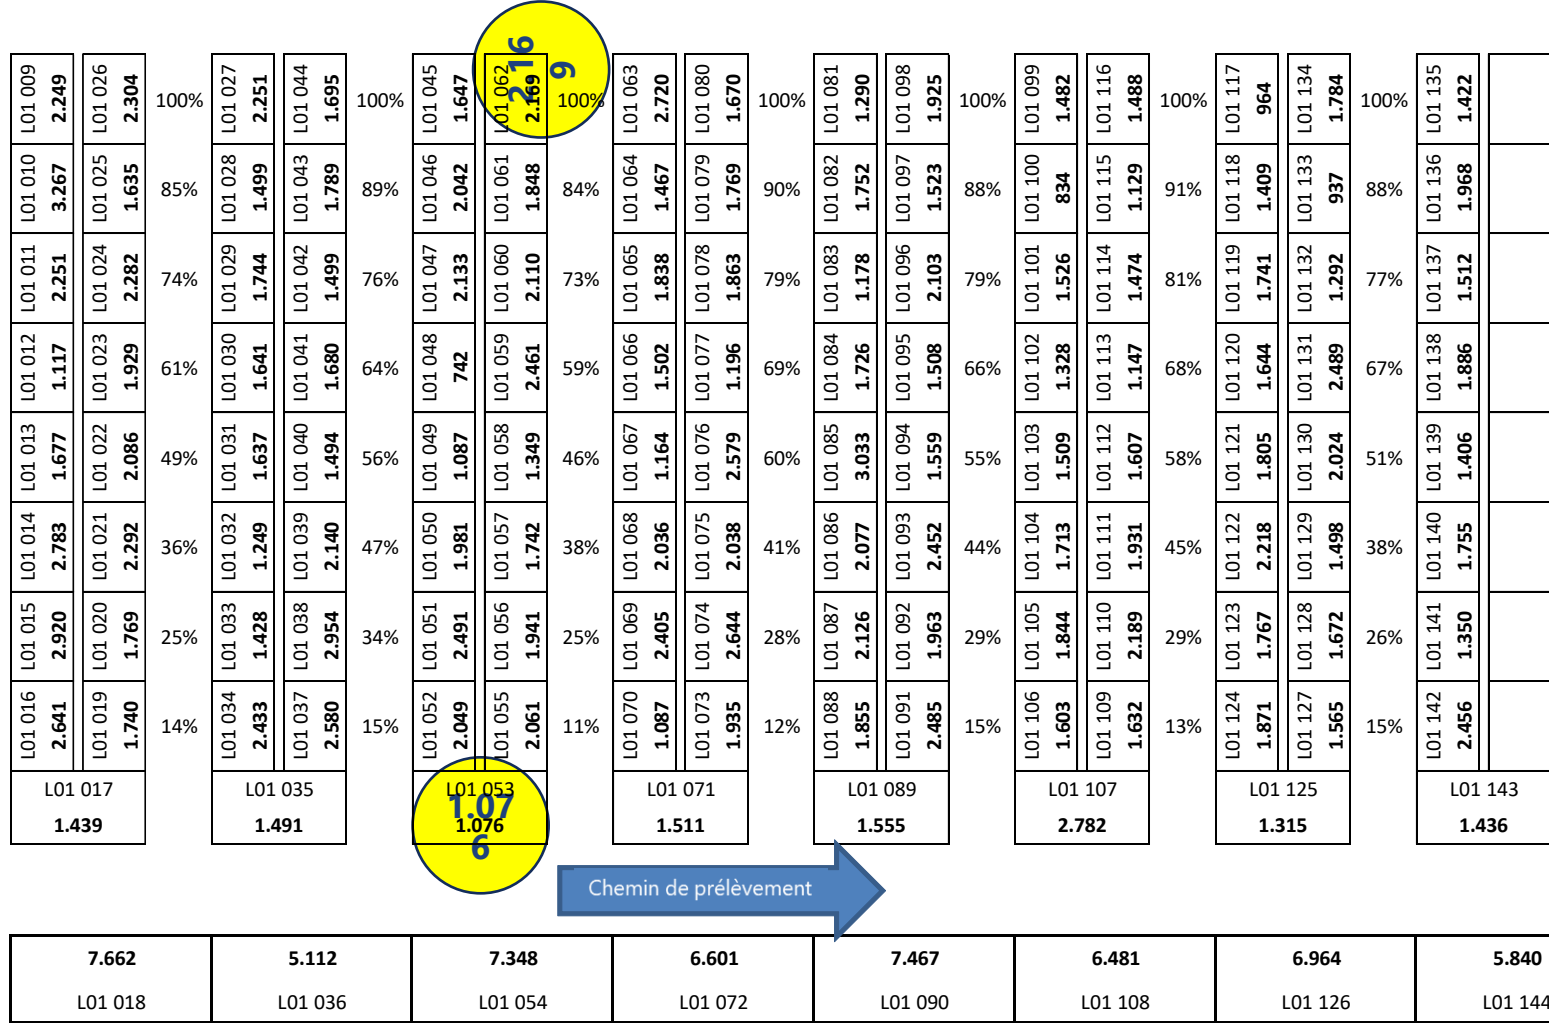 L01 009 2.249 L01 026 2.304 100% L01 027 2.251 L01 044 1.695 100% L01 045 1.647 L01 062 2.169 100% L01 063 2.720 L01 080 1.670 100% L01 081 1.290 L01 098 1.925 100% L01 099 1.482 L01 116 1.488 100% L01 117 964 L01 134 1.784 100% L01 135 1.422
2.16
9
L01 010 3.267 L01 025 1.635 85% L01 028 1.499 L01 043 1.789 89% L01 046 2.042 L01 061 1.848 84% L01 064 1.467 L01 079 1.769 90% L01 082 1.752 L01 097 1.523 88% L01 100 834 L01 115 1.129 91% L01 118 1.409 L01 133 937 88% L01 136 1.968
L01 011 2.251 L01 024 2.282 74% L01 029 1.744 L01 042 1.499 76% L01 047 2.133 L01 060 2.110 73% L01 065 1.838 L01 078 1.863 79% L01 083 1.178 L01 096 2.103 79% L01 101 1.526 L01 114 1.474 81% L01 119 1.741 L01 132 1.292 77% L01 137 1.512
L01 012 1.117 L01 023 1.929 61% L01 030 1.641 L01 041 1.680 64% L01 048 742 L01 059 2.461 59% L01 066 1.502 L01 077 1.196 69% L01 084 1.726 L01 095 1.508 66% L01 102 1.328 L01 113 1.147 68% L01 120 1.644 L01 131 2.489 67% L01 138 1.886
L01 013 1.677 L01 022 2.086 49% L01 031 1.637 L01 040 1.494 56% L01 049 1.087 L01 058 1.349 46% L01 067 1.164 L01 076 2.579 60% L01 085 3.033 L01 094 1.559 55% L01 103 1.509 L01 112 1.607 58% L01 121 1.805 L01 130 2.024 51% L01 139 1.406
L01 014 2.783 L01 021 2.292 36% L01 032 1.249 L01 039 2.140 47% L01 050 1.981 L01 057 1.742 38% L01 068 2.036 L01 075 2.038 41% L01 086 2.077 L01 093 2.452 44% L01 104 1.713 L01 111 1.931 45% L01 122 2.218 L01 129 1.498 38% L01 140 1.755
L01 015 2.920 L01 020 1.769 25% L01 033 1.428 L01 038 2.954 34% L01 051 2.491 L01 056 1.941 25% L01 069 2.405 L01 074 2.644 28% L01 087 2.126 L01 092 1.963 29% L01 105 1.844 L01 110 2.189 29% L01 123 1.767 L01 128 1.672 26% L01 141 1.350
L01 016 2.641 L01 019 1.740 14% L01 034 2.433 L01 037 2.580 15% L01 052 2.049 L01 055 2.061 11% L01 070 1.087 L01 073 1.935 12% L01 088 1.855 L01 091 2.485 15% L01 106 1.603 L01 109 1.632 13% L01 124 1.871 L01 127 1.565 15% L01 142 2.456
L01 017 L01 035 L01 053 L01 071 L01 089 L01 107 L01 125 L01 143
1.439 1.491 1.076 1.511 1.555 2.782 1.315 1.436
1.07
6
Chemin de prélèvement
7.662 5.112 7.348 6.601 7.467 6.481 6.964 5.840
L01 018 L01 036 L01 054 L01 072 L01 090 L01 108 L01 126 L01 144